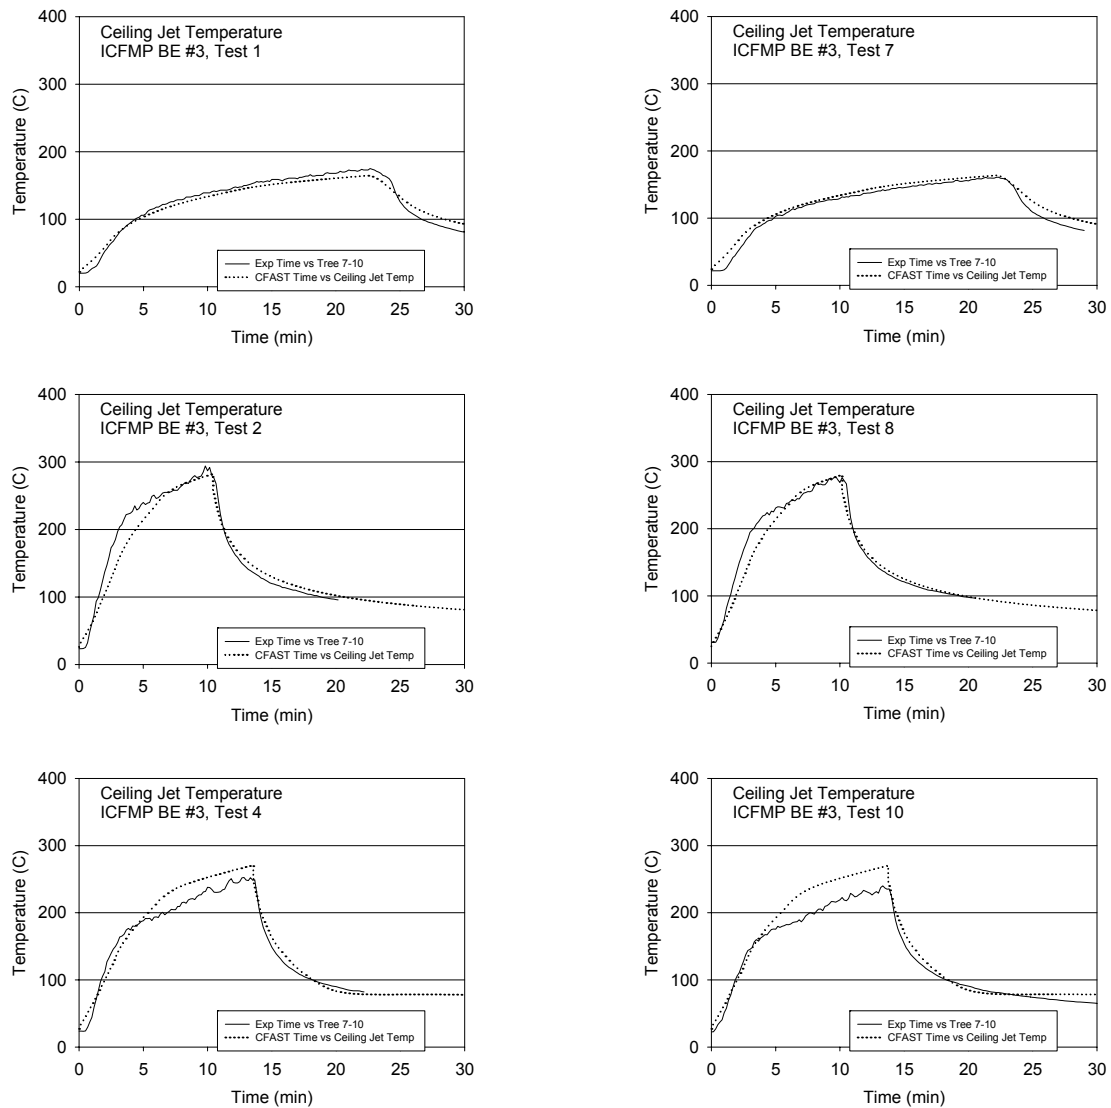 Ceiling Jet Temperature
ICFMP BE #3, Test 1
Temperature (C)
400
300
200
100
0
Exp Time vs Tree 7-10
CFAST Time vs Ceiling Jet Temp
0 5 10 15 20 25 30
Time (min)
Ceiling Jet Temperature
ICFMP BE #3, Test 7
Temperature (C)
400
300
200
100
0
Exp Time vs Tree 7-10
CFAST Time vs Ceiling Jet Temp
0 5 10 15 20 25 30
Time (min)
Ceiling Jet Temperature
ICFMP BE #3, Test 2
Temperature (C)
400
300
200
100
0
Exp Time vs Tree 7-10
CFAST Time vs Ceiling Jet Temp
0 5 10 15 20 25 30
Time (min)
Ceiling Jet Temperature
ICFMP BE #3, Test 8
Temperature (C)
400
300
200
100
0
Exp Time vs Tree 7-10
CFAST Time vs Ceiling Jet Temp
0 5 10 15 20 25 30
Time (min)
Ceiling Jet Temperature
ICFMP BE #3, Test 4
Temperature (C)
400
300
200
100
0
Exp Time vs Tree 7-10
CFAST Time vs Ceiling Jet Temp
0 5 10 15 20 25 30
Time (min)
Ceiling Jet Temperature
ICFMP BE #3, Test 10
Temperature (C)
400
300
200
100
0
Exp Time vs Tree 7-10
CFAST Time vs Ceiling Jet Temp
0 5 10 15 20 25 30
Time (min)